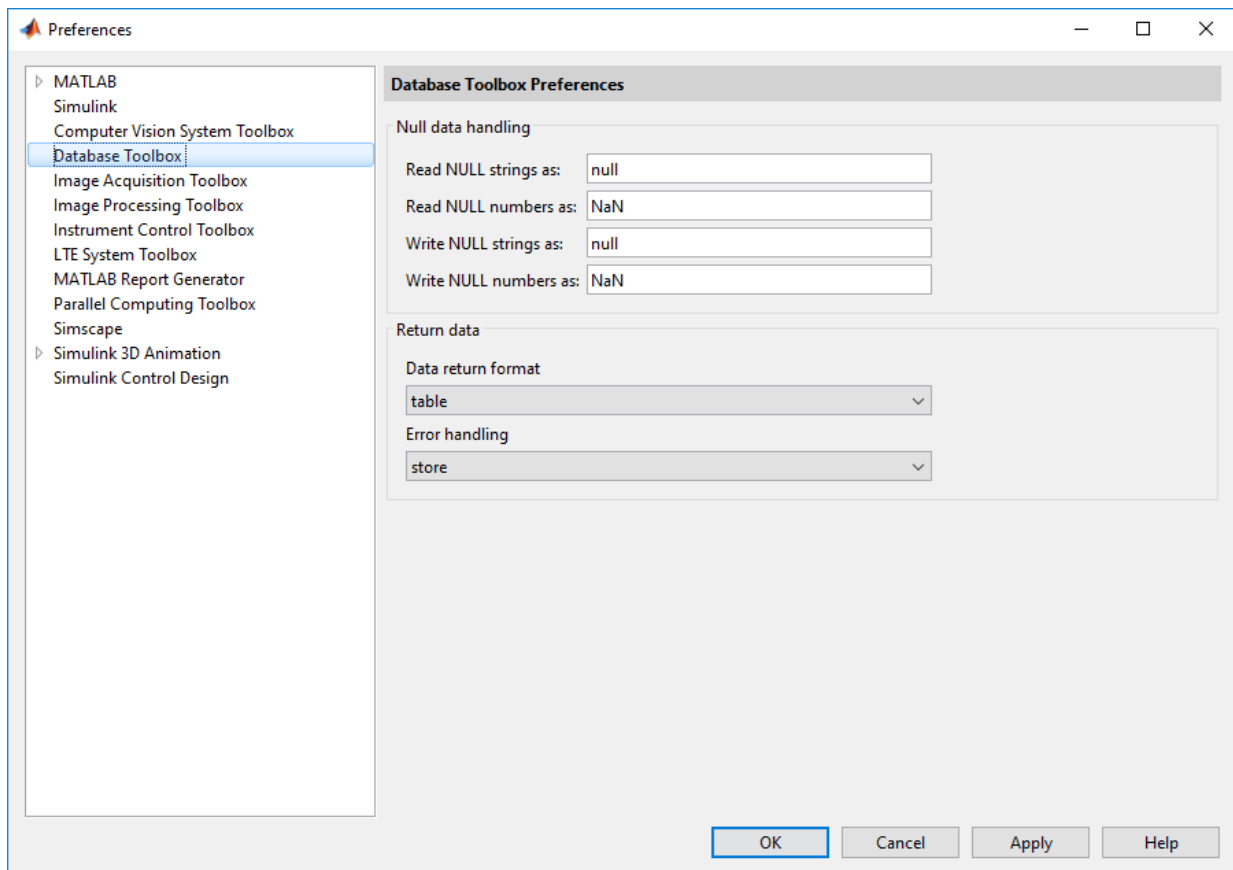 Preferences
MATLAB
Simulink
Computer Vision System Toolbox
Database Toolbox
Image Acquisition Toolbox
Image Processing Toolbox
Instrument Control Toolbox
LTE System Toolbox
MATLAB Report Generator
Parallel Computing Toolbox
Simscape
Simulink 3D Animation
Simulink Control Design
Database Toolbox Preferences
Null data handling
Read NULL strings as: null
Read NULL numbers as: NaN
Write NULL strings as: null
Write NULL numbers as: NaN
Return data
Data return format
table
Error handling
store
OK Cancel Apply Help